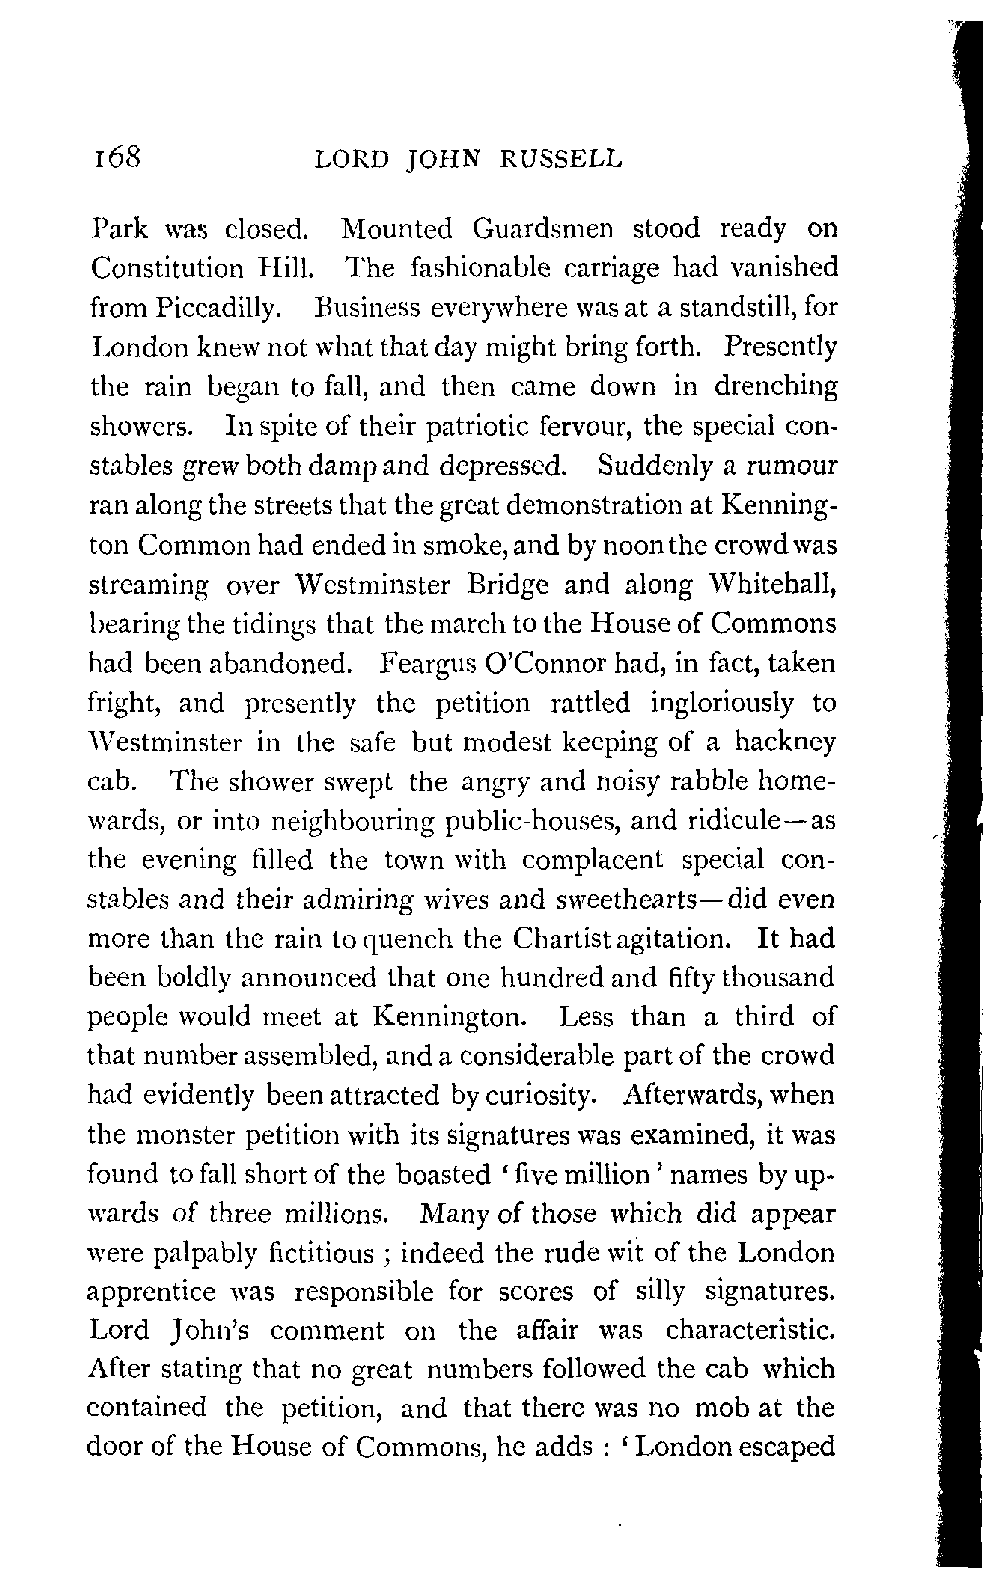 168 LORD JOHN RUSSELL
Park was closed. Mounted Guardsmen stood ready on
Constitution Hill. The fashionable carriage had vanished
from Piccadilly. Business everywhere was at a standstill, for
London knew not what that day might bring forth. Presently
the rain began to fall, and then came down in drenching
showers. In spite of their patriotic fervour, the special con-
stables grew both damp and depressed. Suddenly a rumour
ran along the streets that the great demonstration at Kenning-
ton Common had ended in smoke, and by noon the crowd was
streaming over Westminster Bridge and along Whitehall,
bearing the tidings that the march to the House of Commons
had been abandoned. Feargus O'Connor had, in fact, taken
fright, and presently the petition rattled ingloriously to
Westminster in the safe but modest keeping of a hackney
cab. The shower swept the angry and noisy rabble home-
wards, or into neighbouring public-houses, and ridicule—as
the evening filled the town with complacent special con-
stables and their admiring wives and sweethearts—did even
more than the rain to quench the Chartist agitation. It had
been boldly announced that one hundred and fifty thousand
people would meet at Kennington. Less than a third of
that number assembled, and a considerable part of the crowd
had evidently been attracted by curiosity. Afterwards, when
the monster petition with its signatures was examined, it was
found to fall short of the boasted ‘ five million ’ names by up-
wards of three millions. Many of those which did appear
were palpably fictitious ; indeed the rude wit of the London
apprentice was responsible for scores of silly signatures.
Lord John's comment on the affair was characteristic.
After stating that no great numbers followed the cab which
contained the petition, and that there was no mob at the
door of the House of Commons, he adds : ‘ London escaped